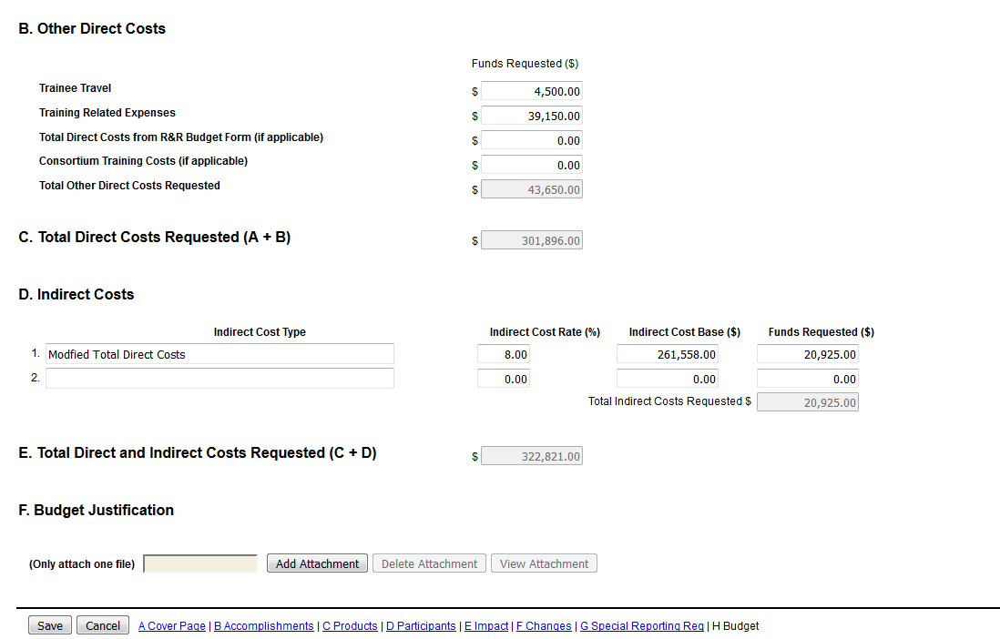 B. Other Direct Costs
Funds Requested ($)
Trainee Travel $ 4,500.00
Training Related Expenses $ 39,150.00
Total Direct Costs from R&R Budget Form (if applicable) $ 0.00
Consortium Training Costs (if applicable) $ 0.00
Total Other Direct Costs Requested $ 43,650.00
C. Total Direct Costs Requested (A + B) $ 301,896.00
D. Indirect Costs
Indirect Cost Type Indirect Cost Rate (%) Indirect Cost Base ($) Funds Requested ($)
1. Modfied Total Direct Costs 8.00 261,558.00 20,925.00
2. 0.00 0.00 0.00
Total Indirect Costs Requested $ 20,925.00
E. Total Direct and Indirect Costs Requested (C + D) $ 322,821.00
F. Budget Justification
(Only attach one file) Add Attachment Delete Attachment View Attachment
Save Cancel A Cover Page | B Accomplishments | C Products | D Participants | E Impact | F Changes | G Special Reporting Req | H Budget